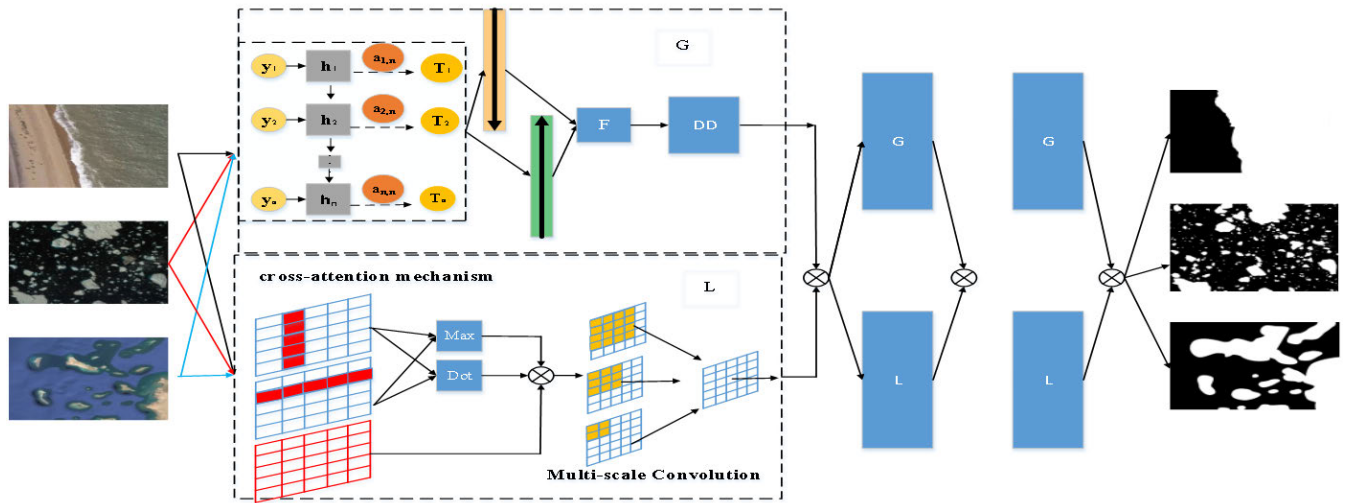 G
y₁ h₁ a₁,ₙ T₁
y₂ h₂ a₂,ₙ T₂
yₙ hₙ aₙ,ₙ Tₙ
F DD
cross-attention mechanism
L
Max
Dot
Multi-scale Convolution
G G
L L